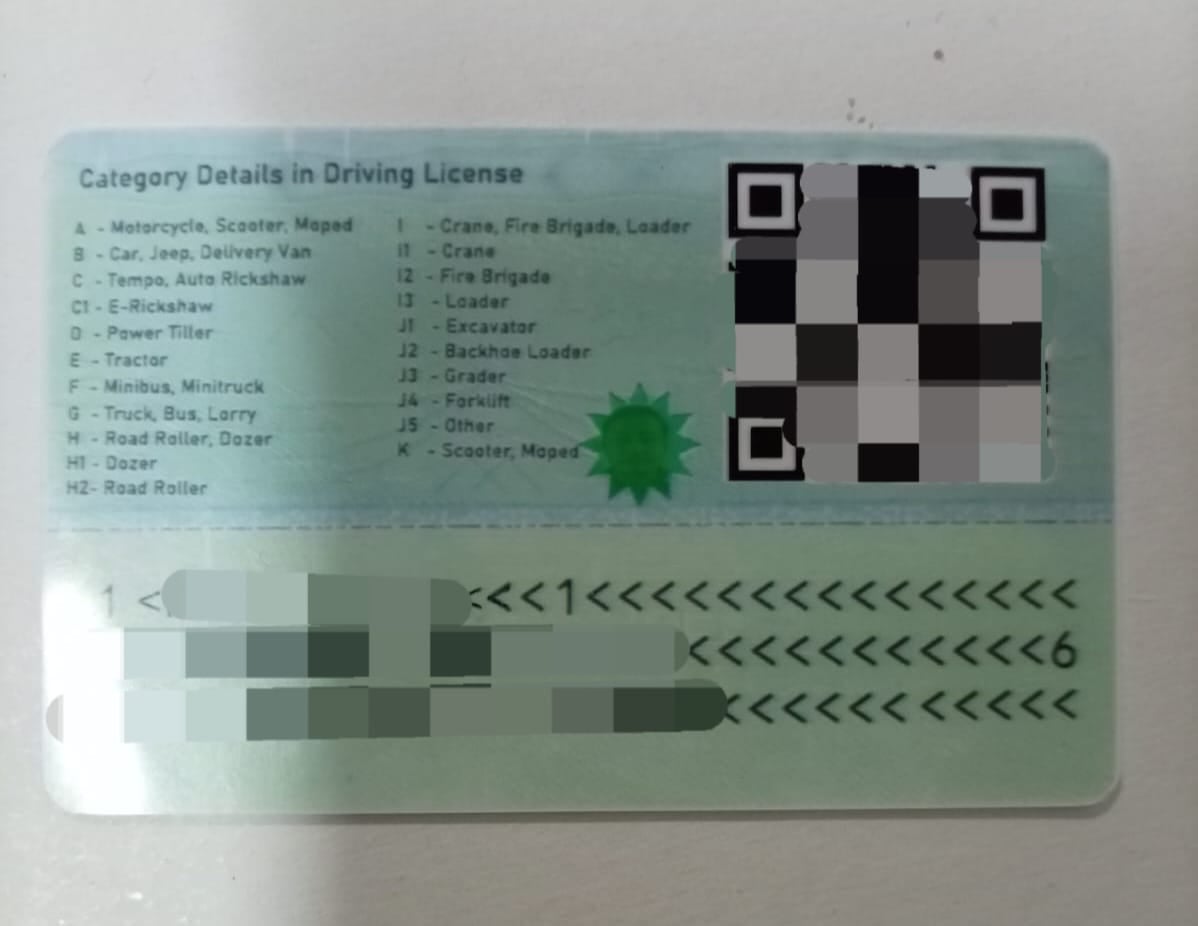 Category Details in Driving License
A - Motorcycle, Scooter, Moped
B - Car, Jeep, Delivery Van
C - Tempo, Auto Rickshaw
C1 - E-Rickshaw
D - Power Tiller
E - Tractor
F - Minibus, Minitruck
G - Truck, Bus, Lorry
H - Road Roller, Dozer
H1 - Dozer
H2- Road Roller
I - Crane, Fire Brigade, Loader
I1 - Crane
I2 - Fire Brigade
I3 - Loader
J1 - Excavator
J2 - Backhoe Loader
J3 - Grader
J4 - Forklift
J5 - Other
K - Scooter, Moped
1 < <<<1<<<<<<<<<<<<<<<<<
<<<<<<<<<<<<<6
<<<<<<<<<<<<